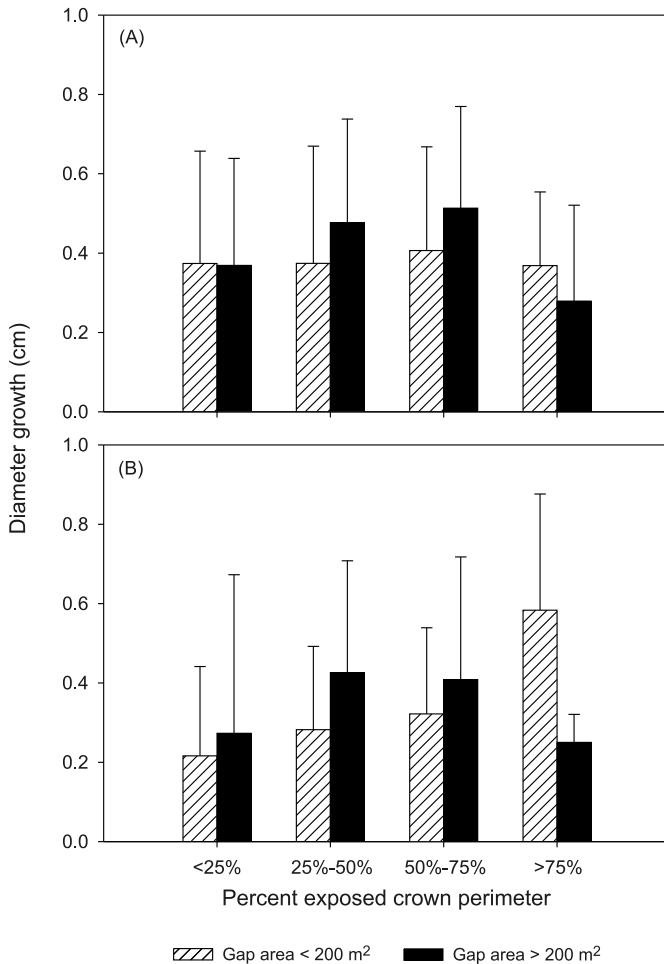 1.0
(A)
0.8
0.6
0.4
0.2
0.0
1.0
(B)
0.8
0.6
0.4
0.2
0.0
Diameter growth (cm)
<25% 25%-50% 50%-75% >75%
Percent exposed crown perimeter
Gap area < 200 m² Gap area > 200 m²